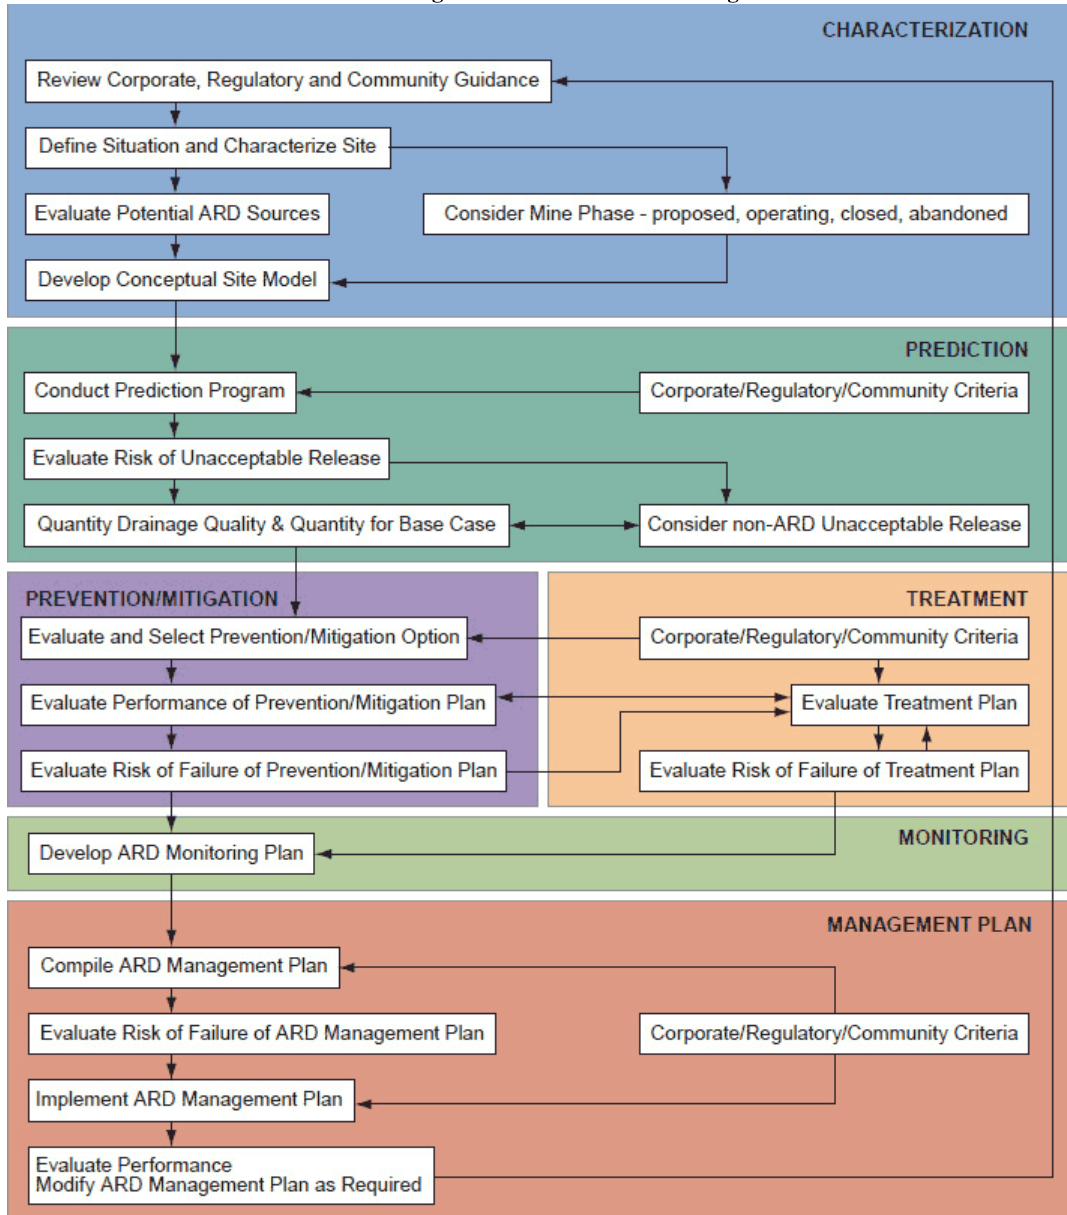 CHARACTERIZATION
Review Corporate, Regulatory and Community Guidance
Define Situation and Characterize Site
Evaluate Potential ARD Sources
Consider Mine Phase - proposed, operating, closed, abandoned
Develop Conceptual Site Model
PREDICTION
Conduct Prediction Program
Corporate/Regulatory/Community Criteria
Evaluate Risk of Unacceptable Release
Quantity Drainage Quality & Quantity for Base Case
Consider non-ARD Unacceptable Release
PREVENTION/MITIGATION
Evaluate and Select Prevention/Mitigation Option
Evaluate Performance of Prevention/Mitigation Plan
Evaluate Risk of Failure of Prevention/Mitigation Plan
TREATMENT
Corporate/Regulatory/Community Criteria
Evaluate Treatment Plan
Evaluate Risk of Failure of Treatment Plan
MONITORING
Develop ARD Monitoring Plan
MANAGEMENT PLAN
Compile ARD Management Plan
Evaluate Risk of Failure of ARD Management Plan
Corporate/Regulatory/Community Criteria
Implement ARD Management Plan
Evaluate Performance
Modify ARD Management Plan as Required